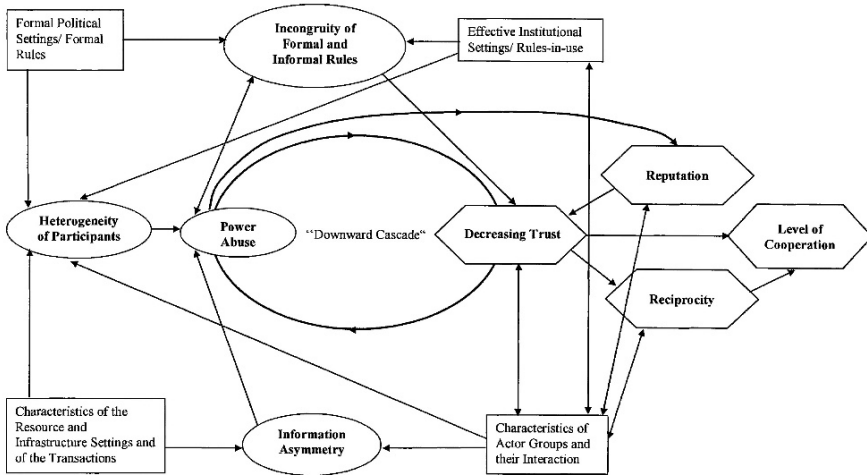 Formal Political
Settings/ Formal
Rules
Incongruity of
Formal and
Informal Rules
Effective Institutional
Settings/ Rules-in-use
Reputation
Heterogeneity
of Participants
Power
Abuse
“Downward Cascade“
Decreasing Trust
Level of
Cooperation
Reciprocity
Characteristics of the
Resource and
Infrastructure Settings and
of the Transactions
Information
Asymmetry
Characteristics of
Actor Groups and
their Interaction